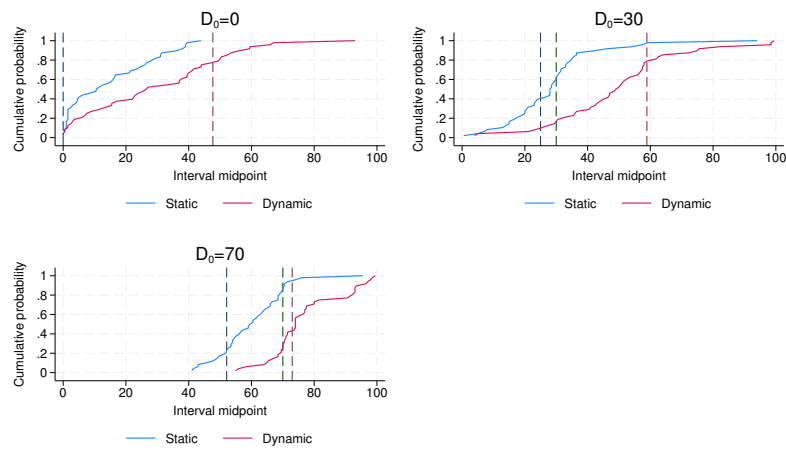 D₀=0
Cumulative probability
1
.8
.6
.4
.2
0
0 20 40 60 80 100
Interval midpoint
Static Dynamic
D₀=30
Cumulative probability
1
.8
.6
.4
.2
0
0 20 40 60 80 100
Interval midpoint
Static Dynamic
D₀=70
Cumulative probability
1
.8
.6
.4
.2
0
0 20 40 60 80 100
Interval midpoint
Static Dynamic